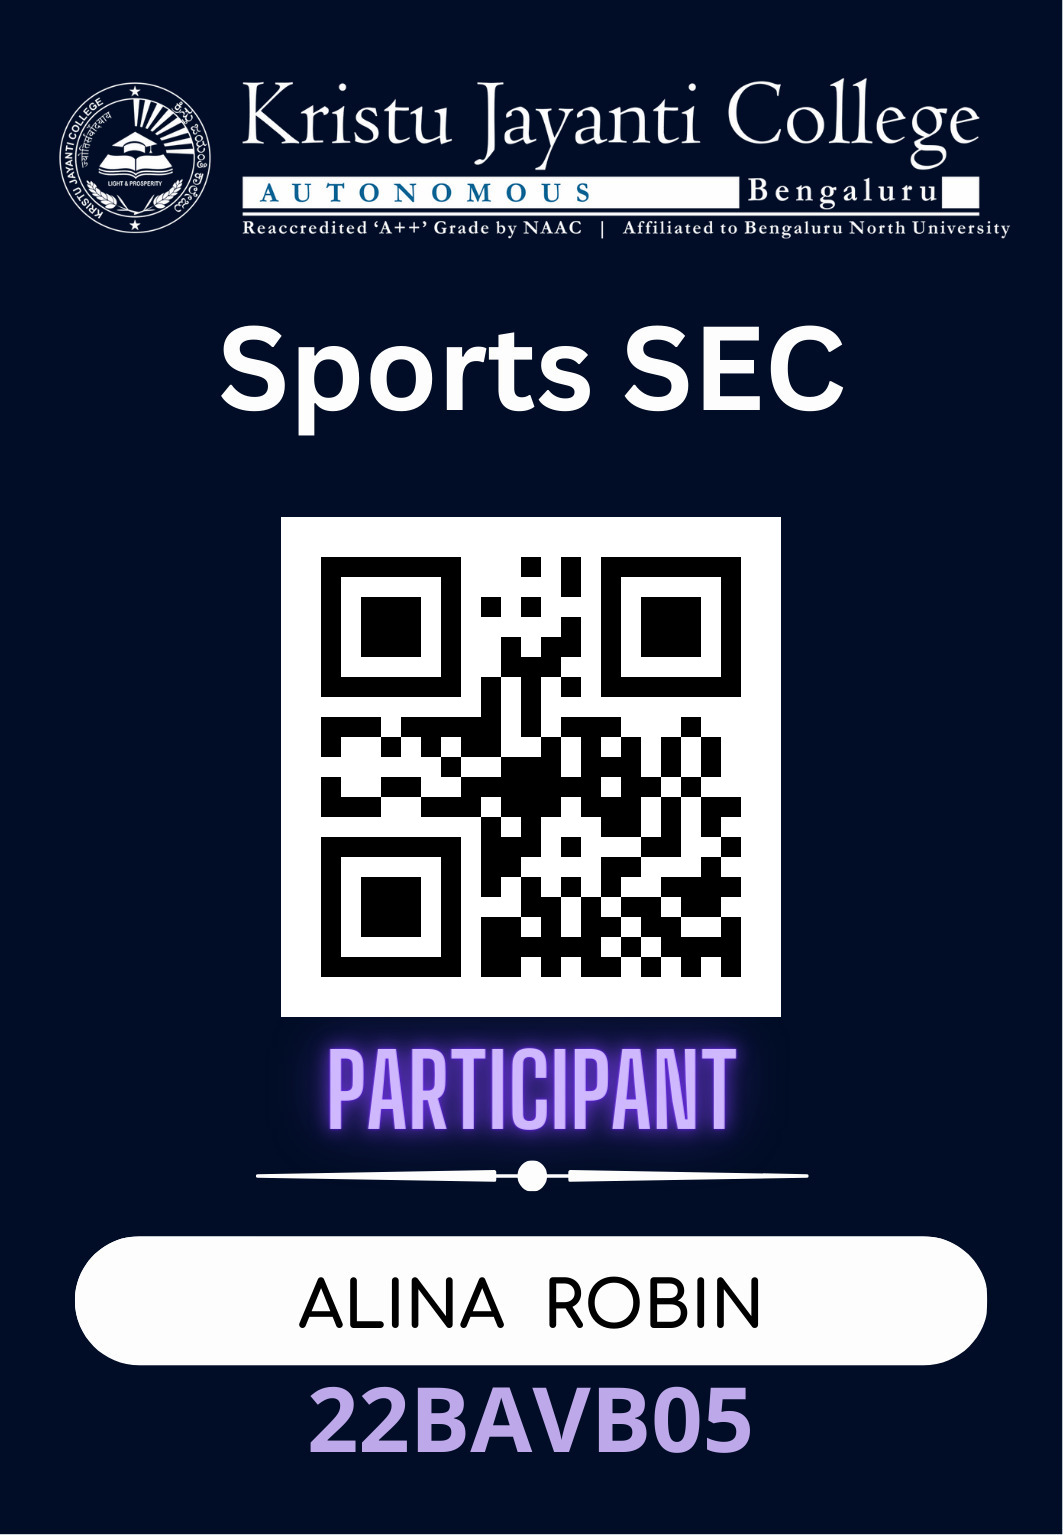 KRISTU JAYANTI COLLEGE
LIGHT & PROSPERITY
Kristu Jayanti College
AUTONOMOUS Bengaluru
Reaccredited ‘A++’ Grade by NAAC | Affiliated to Bengaluru North University
Sports SEC
PARTICIPANT
ALINA ROBIN
22BAVB05